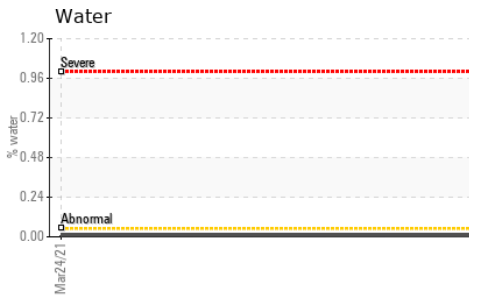 Water
1.20
Severe
0.96
0.72
% water
0.48
0.24
Abnormal
0.00
Mar24/21